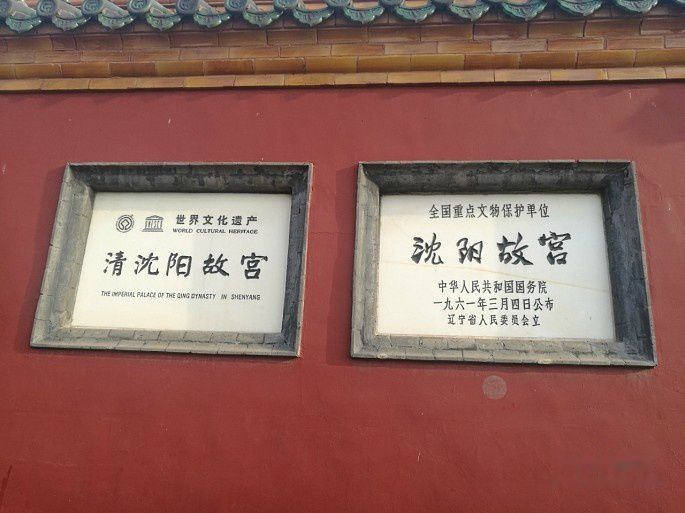 世界文化遗产
WORLD CULTURAL HERITAGE
清沈阳故宫
THE IMPERIAL PALACE OF THE QING DYNASTY IN SHENYANG
全国重点文物保护单位
沈阳故宫
中华人民共和国国务院
一九六一年三月四日公布
辽宁省人民委员会立